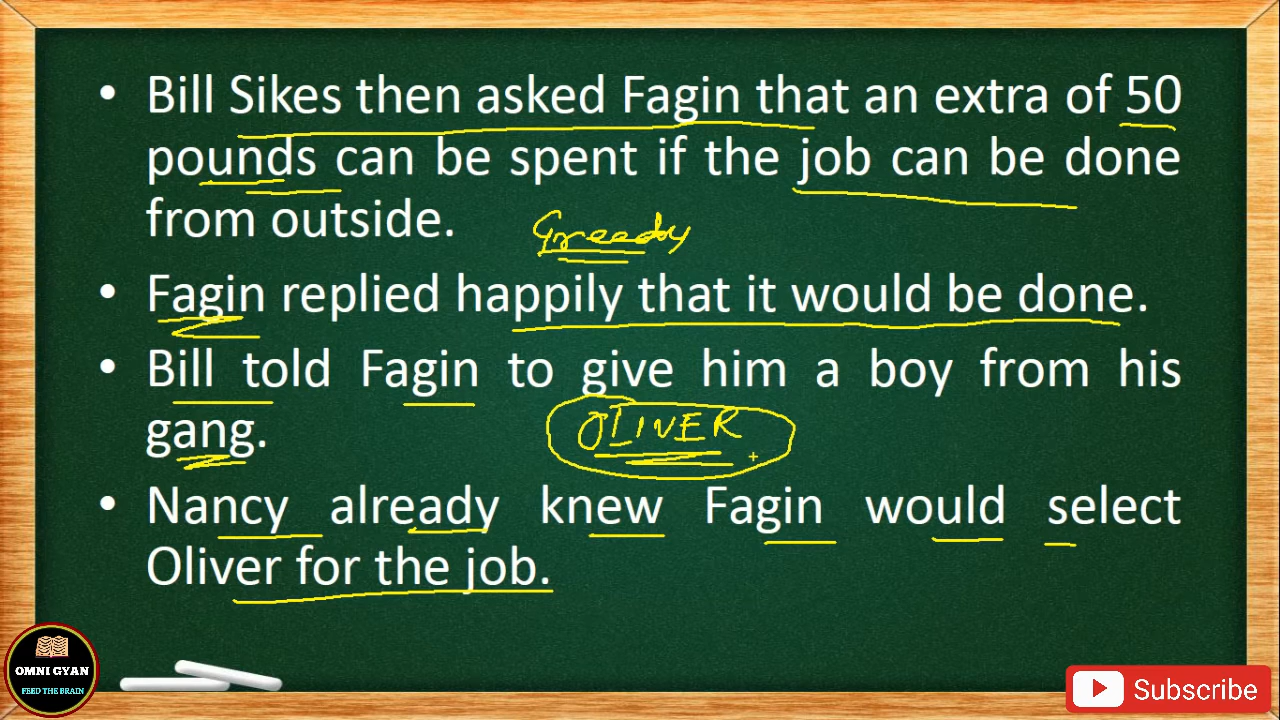 • Bill Sikes then asked Fagin that an extra of 50
pounds can be spent if the job can be done
from outside.
Greedy
• Fagin replied happily that it would be done.
• Bill told Fagin to give him a boy from his
gang.
OLIVER
• Nancy already knew Fagin would select
Oliver for the job.
OMNI GYAN
FEED THE BRAIN
Subscribe